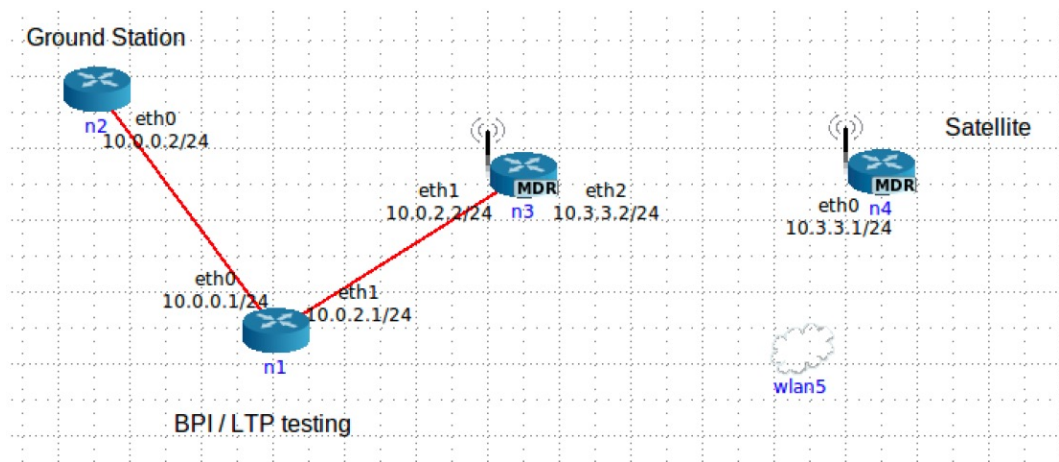 Ground Station
eth0
n2
10.0.0.2/24
Satellite
MDR
eth1
eth2
10.0.2.2/24
n3
10.3.3.2/24
MDR
eth0
n4
10.3.3.1/24
eth0
10.0.0.1/24
eth1
10.0.2.1/24
n1
wlan5
BPI / LTP testing